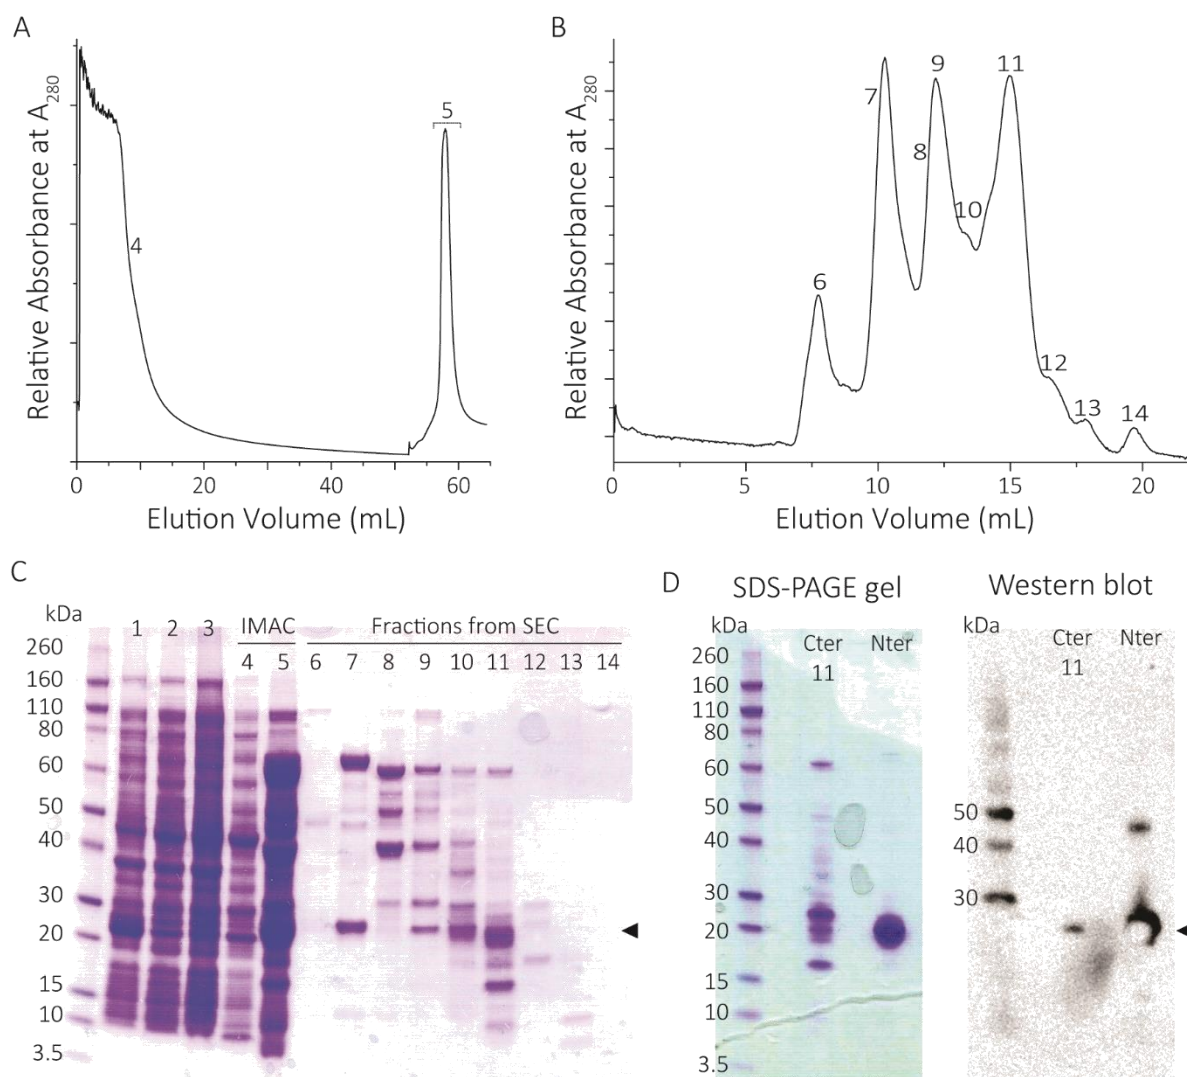 A
Relative Absorbance at A280
4
5
0 20 40 60
Elution Volume (mL)
B
Relative Absorbance at A280
6
7
8
9
10
11
12
13
14
0 5 10 15 20
Elution Volume (mL)
C
kDa
1 2 3 IMAC Fractions from SEC
4 5 6 7 8 9 10 11 12 13 14
260
160
110
80
60
50
40
30
20
15
10
3.5
D
SDS-PAGE gel
kDa
Cter Nter
11
260
160
110
80
60
50
40
30
20
15
10
3.5
Western blot
kDa
Cter Nter
11
50
40
30